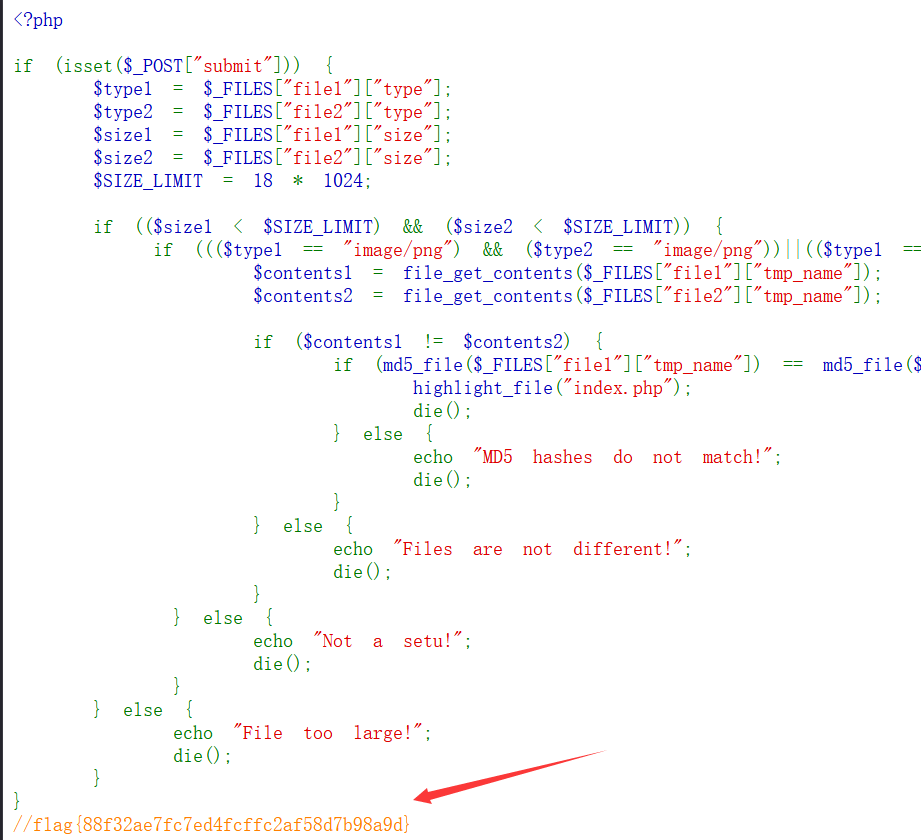 <?php
if (isset($_POST["submit"])) {
$type1 = $_FILES["file1"]["type"];
$type2 = $_FILES["file2"]["type"];
$size1 = $_FILES["file1"]["size"];
$size2 = $_FILES["file2"]["size"];
$SIZE_LIMIT = 18 * 1024;
if (($size1 < $SIZE_LIMIT) && ($size2 < $SIZE_LIMIT)) {
if ((($type1 == "image/png") && ($type2 == "image/png"))||(($type1 ==
$contents1 = file_get_contents($_FILES["file1"]["tmp_name"]);
$contents2 = file_get_contents($_FILES["file2"]["tmp_name"]);
if ($contents1 != $contents2) {
if (md5_file($_FILES["file1"]["tmp_name"]) == md5_file($
highlight_file("index.php");
die();
} else {
echo "MD5 hashes do not match!";
die();
}
} else {
echo "Files are not different!";
die();
}
} else {
echo "Not a setu!";
die();
}
} else {
echo "File too large!";
die();
}
}
//flag{88f32ae7fc7ed4fcffc2af58d7b98a9d}